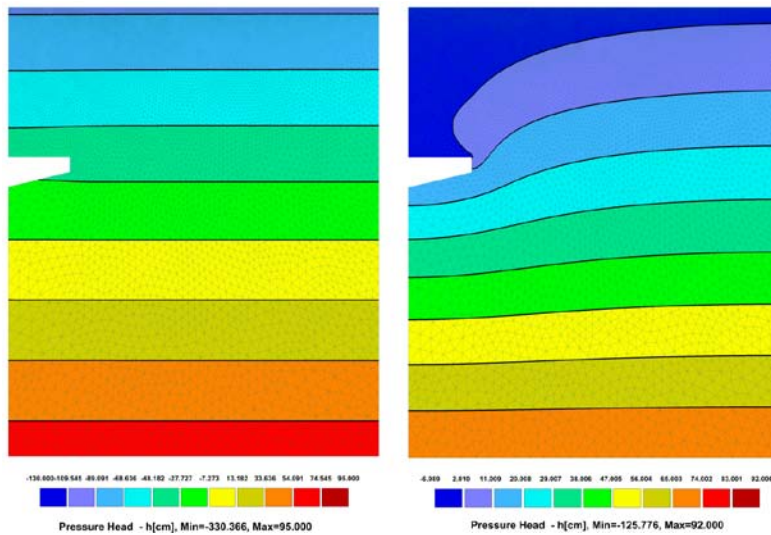 -130.000 -109.545 -89.091 -68.636 -48.182 -27.727 -7.273 13.182 33.636 54.091 74.545 95.000
Pressure Head - h[cm], Min=-330.366, Max=95.000
2.010 11.009 20.008 29.007 38.006 47.005 56.004 65.003 74.002 83.001 92.000
Pressure Head - h[cm], Min=-125.776, Max=92.000